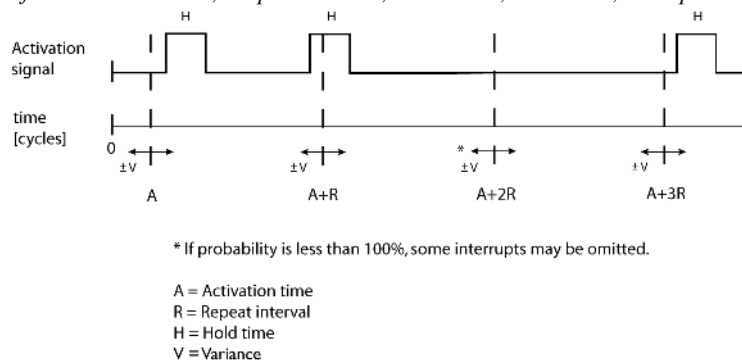 H H H
Activation
signal
time
[cycles]
0
±V ±V * ±V ±V
A A+R A+2R A+3R
* If probability is less than 100%, some interrupts may be omitted.
A = Activation time
R = Repeat interval
H = Hold time
V = Variance